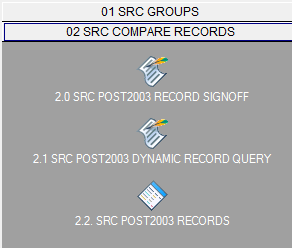 01 SRC GROUPS
02 SRC COMPARE RECORDS
2.0 SRC POST2003 RECORD SIGNOFF
2.1 SRC POST2003 DYNAMIC RECORD QUERY
2.2. SRC POST2003 RECORDS